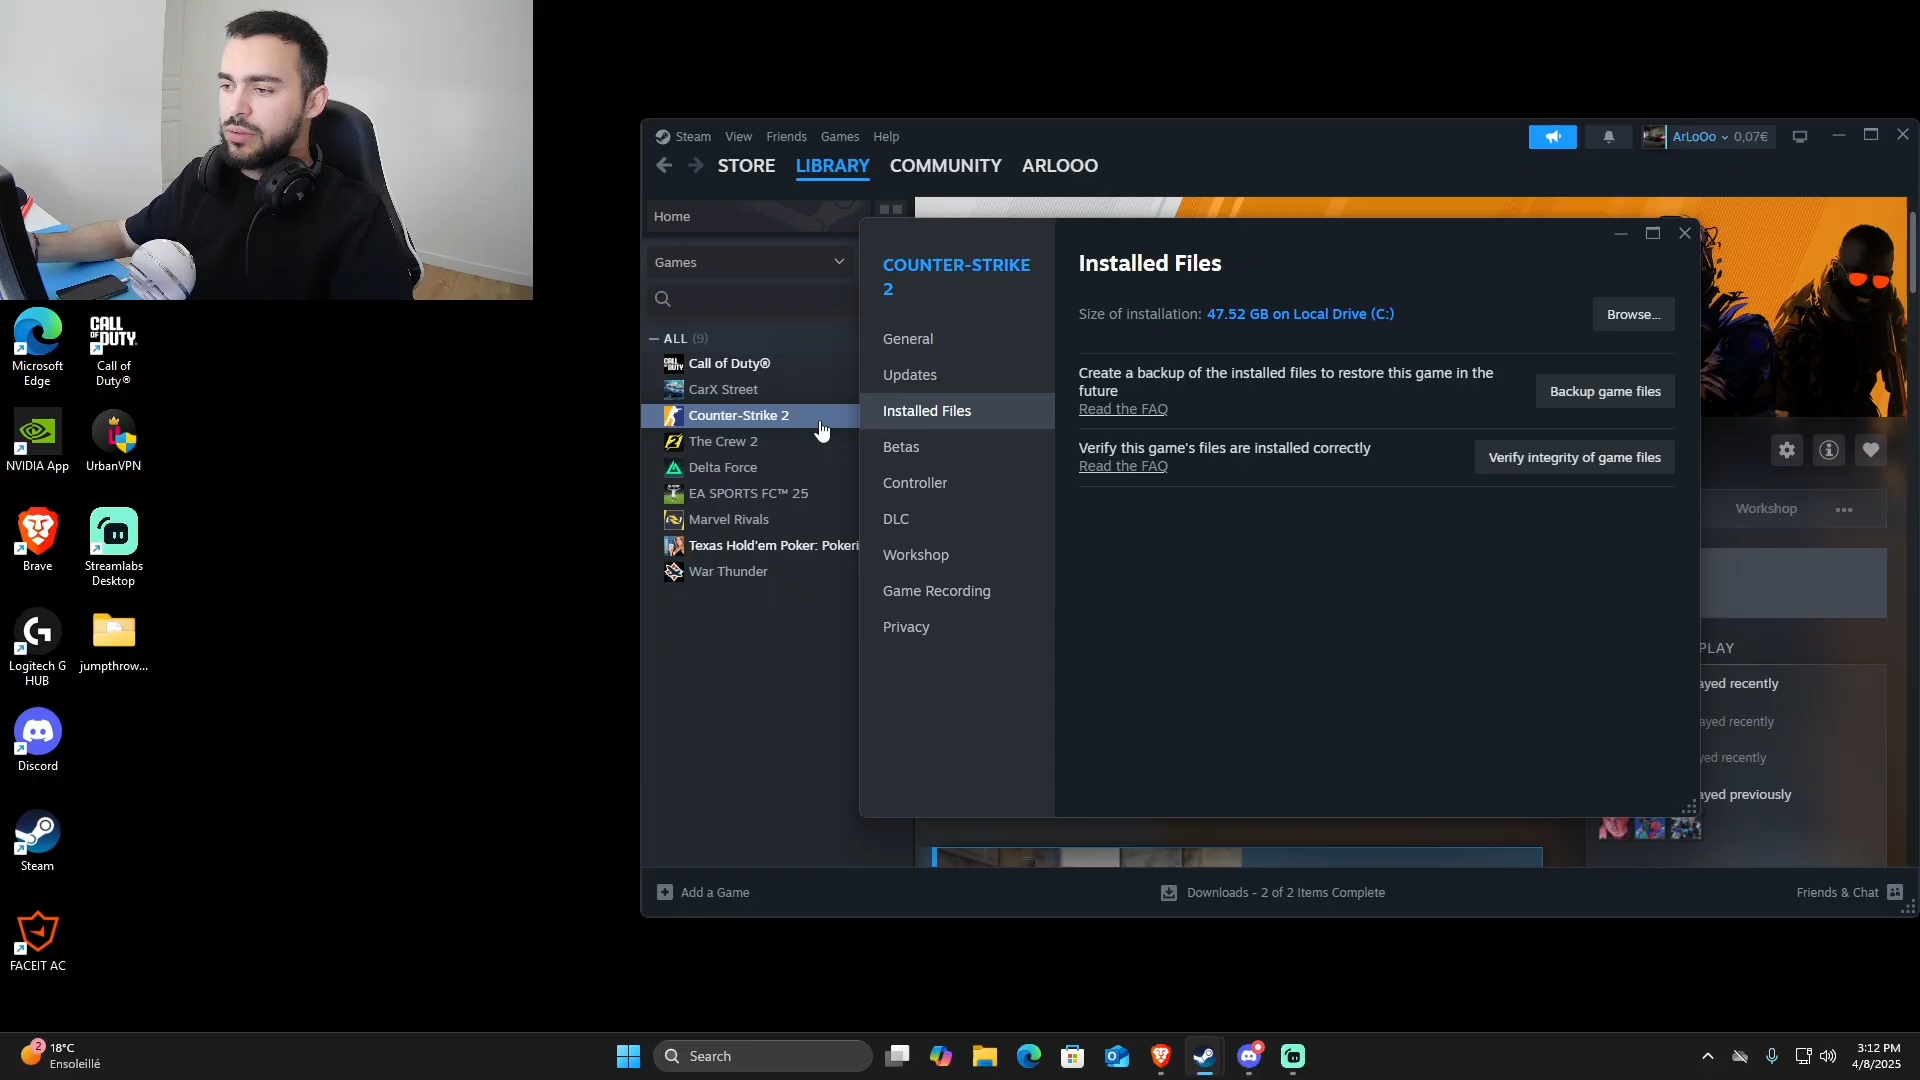 Steam View Friends Games Help
ArLoOo 0,07€
STORE LIBRARY COMMUNITY ARLOOO
Home
Games
ALL (9)
Call of Duty®
CarX Street
Counter-Strike 2
The Crew 2
Delta Force
EA SPORTS FC™ 25
Marvel Rivals
Texas Hold'em Poker: Pokeri
War Thunder
COUNTER-STRIKE
2
General
Updates
Installed Files
Betas
Controller
DLC
Workshop
Game Recording
Privacy
Installed Files
Size of installation: 47.52 GB on Local Drive (C:)
Browse...
Create a backup of the installed files to restore this game in the
future
Read the FAQ
Backup game files
Verify this game's files are installed correctly
Read the FAQ
Verify integrity of game files
Workshop
PLAY
ayed recently
ayed recently
yed recently
ayed previously
Add a Game
Downloads - 2 of 2 Items Complete
Friends & Chat
Microsoft
Edge
CALL OF DUTY
Call of
Duty®
NVIDIA App
UrbanVPN
Brave
Streamlabs
Desktop
Logitech G
HUB
jumpthrow...
Discord
Steam
FACEIT AC
2
18°C
Ensoleillé
Search
3:12 PM
4/8/2025